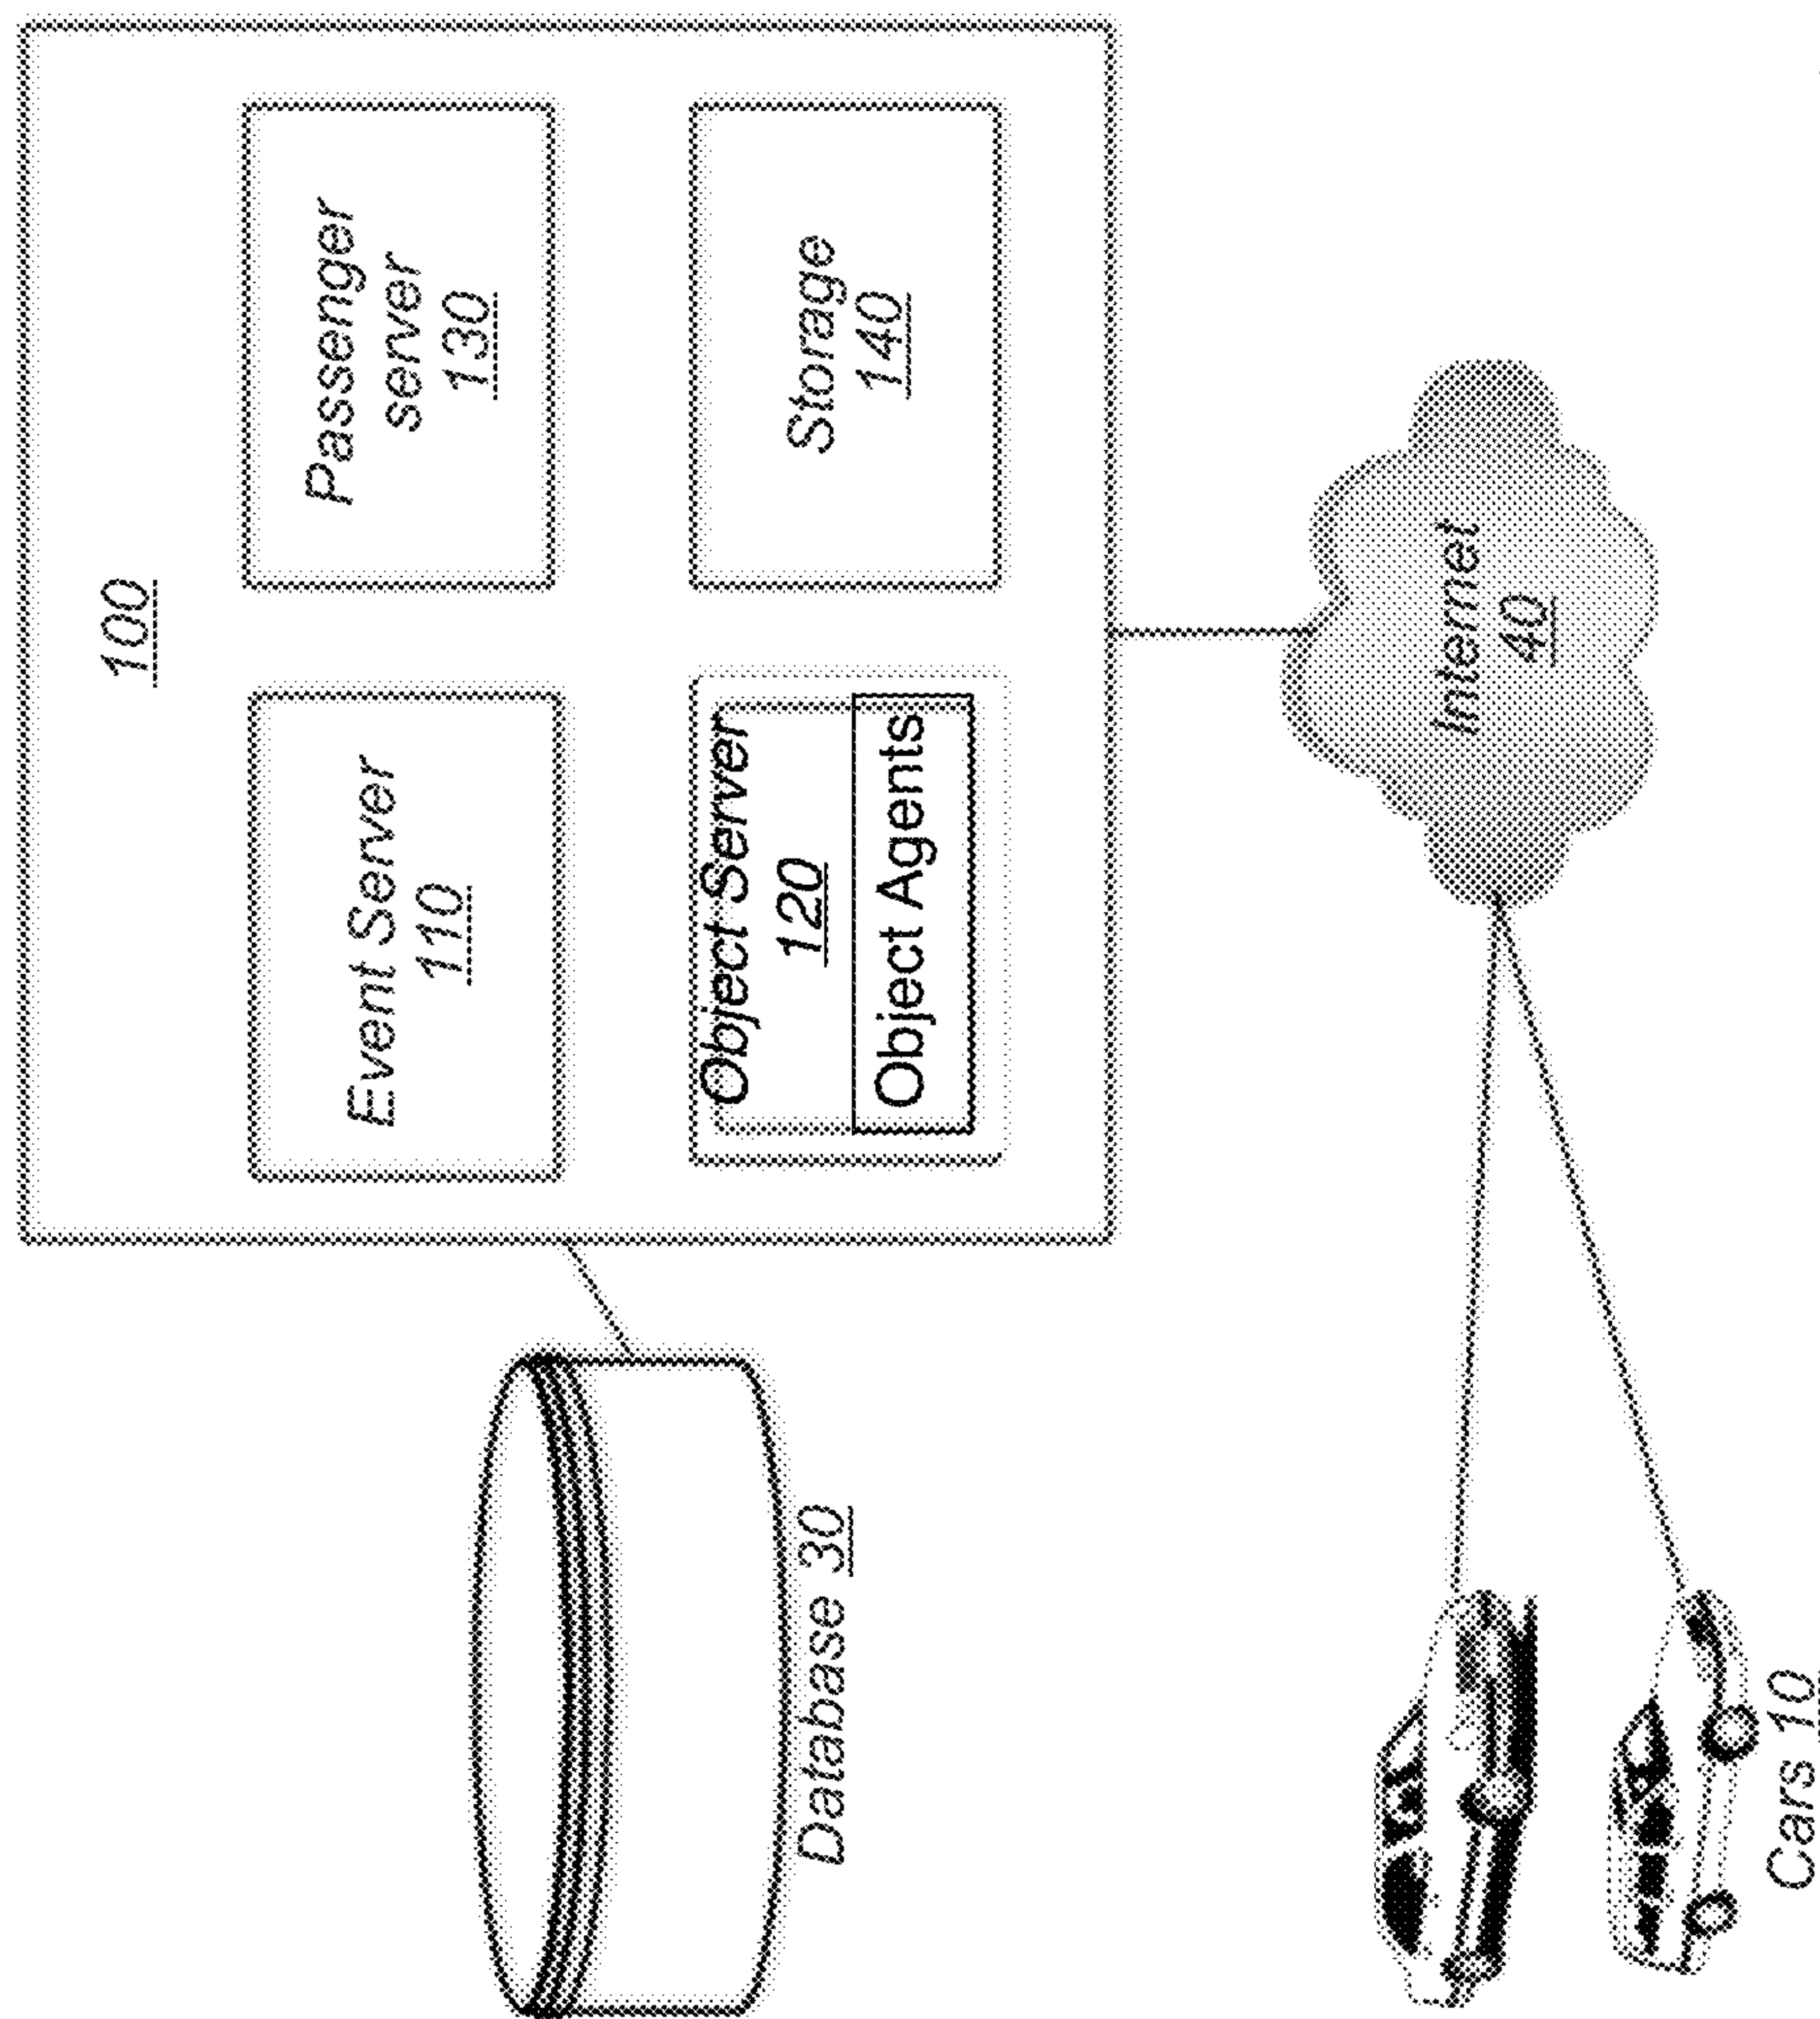 100
Event Server
110
Passenger
server
130
Object Server
120
Object Agents
Storage
140
Database 30
Internet
40
Cars 10